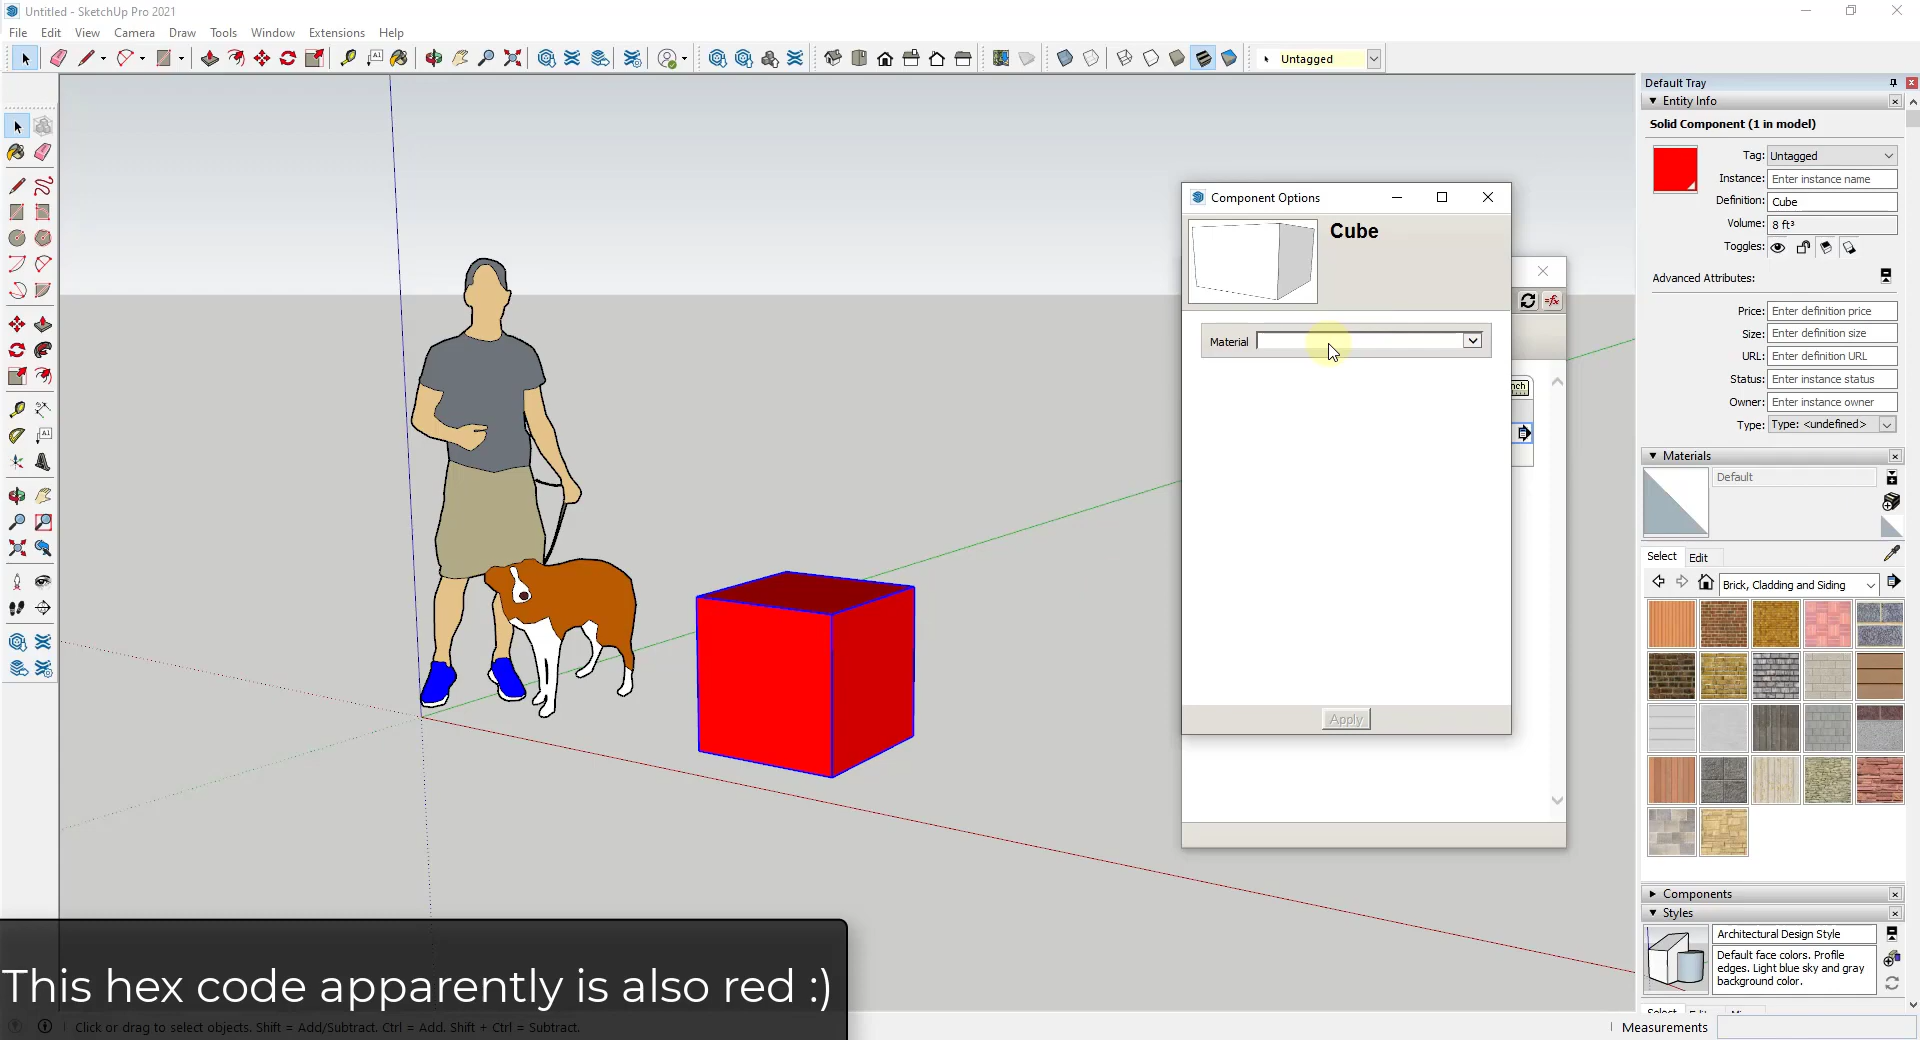 Untitled - SketchUp Pro 2021
File Edit View Camera Draw Tools Window Extensions Help
Untagged
Default Tray
Entity Info
Solid Component (1 in model)
Tag: Untagged
Instance: Enter instance name
Definition: Cube
Volume: 8 ft³
Toggles:
Advanced Attributes:
Price: Enter definition price
Size: Enter definition size
URL: Enter definition URL
Status: Enter instance status
Owner: Enter instance owner
Type: Type: <undefined>
Materials
Default
Select Edit
Brick, Cladding and Siding
Components
Styles
Architectural Design Style
Default face colors. Profile
edges. Light blue sky and gray
background color.
Component Options
Cube
Material
Apply
This hex code apparently is also red :)
Click or drag to select objects. Shift = Add/Subtract. Ctrl = Add. Shift + Ctrl = Subtract.
Measurements